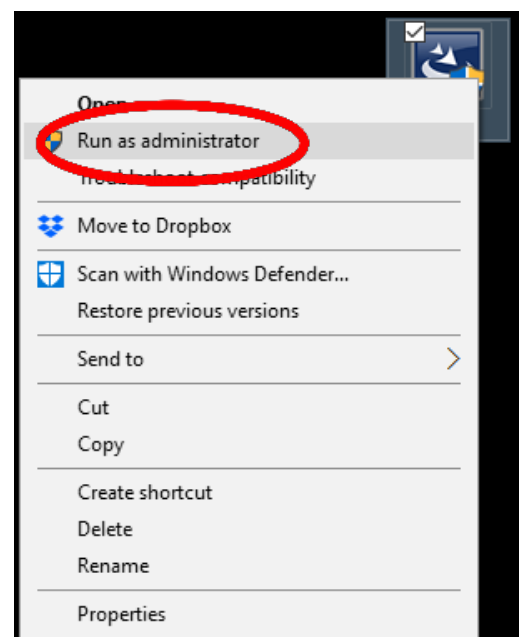 Open
Run as administrator
Troubleshoot compatibility
Move to Dropbox
Scan with Windows Defender...
Restore previous versions
Send to
Cut
Copy
Create shortcut
Delete
Rename
Properties